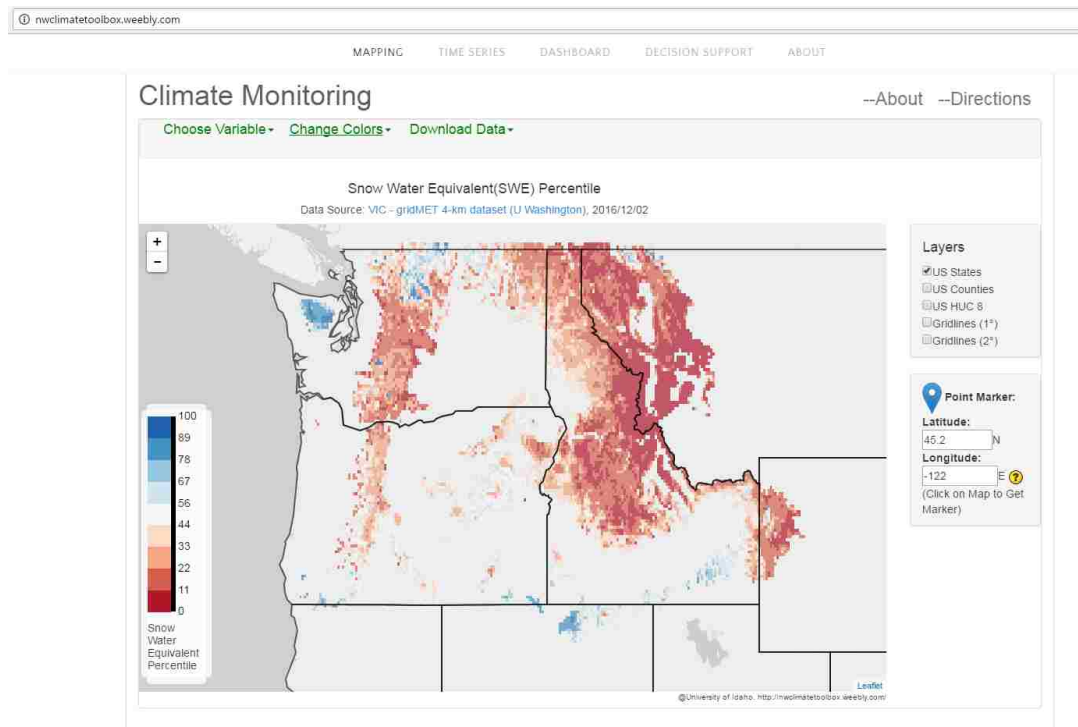 nwclimatetoolbox.weebly.com
MAPPING TIME SERIES DASHBOARD DECISION SUPPORT ABOUT
Climate Monitoring
--About --Directions
Choose Variable Change Colors Download Data
Snow Water Equivalent(SWE) Percentile
Data Source: VIC - gridMET 4-km dataset (U Washington), 2016/12/02
+
-
Layers
US States
US Counties
US HUC 8
Gridlines (1°)
Gridlines (2°)
Point Marker:
Latitude:
45.2 N
Longitude:
-122 E ?
(Click on Map to Get
Marker)
100
89
78
67
56
44
33
22
11
0
Snow
Water
Equivalent
Percentile
Leaflet
@University of Idaho, http://nwclimatetoolbox.weebly.com/